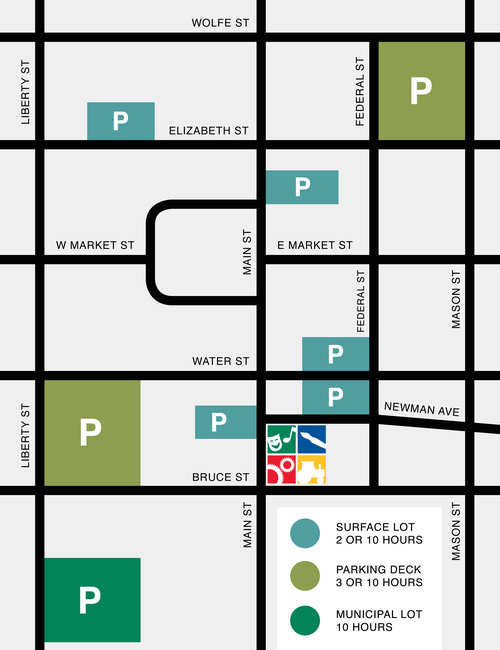 WOLFE ST
LIBERTY ST
FEDERAL ST
P
P
ELIZABETH ST
P
W MARKET ST
MAIN ST
E MARKET ST
FEDERAL ST
MASON ST
P
WATER ST
P
LIBERTY ST
P
P
NEWMAN AVE
BRUCE ST
MAIN ST
MASON ST
P
SURFACE LOT
2 OR 10 HOURS
PARKING DECK
3 OR 10 HOURS
MUNICIPAL LOT
10 HOURS